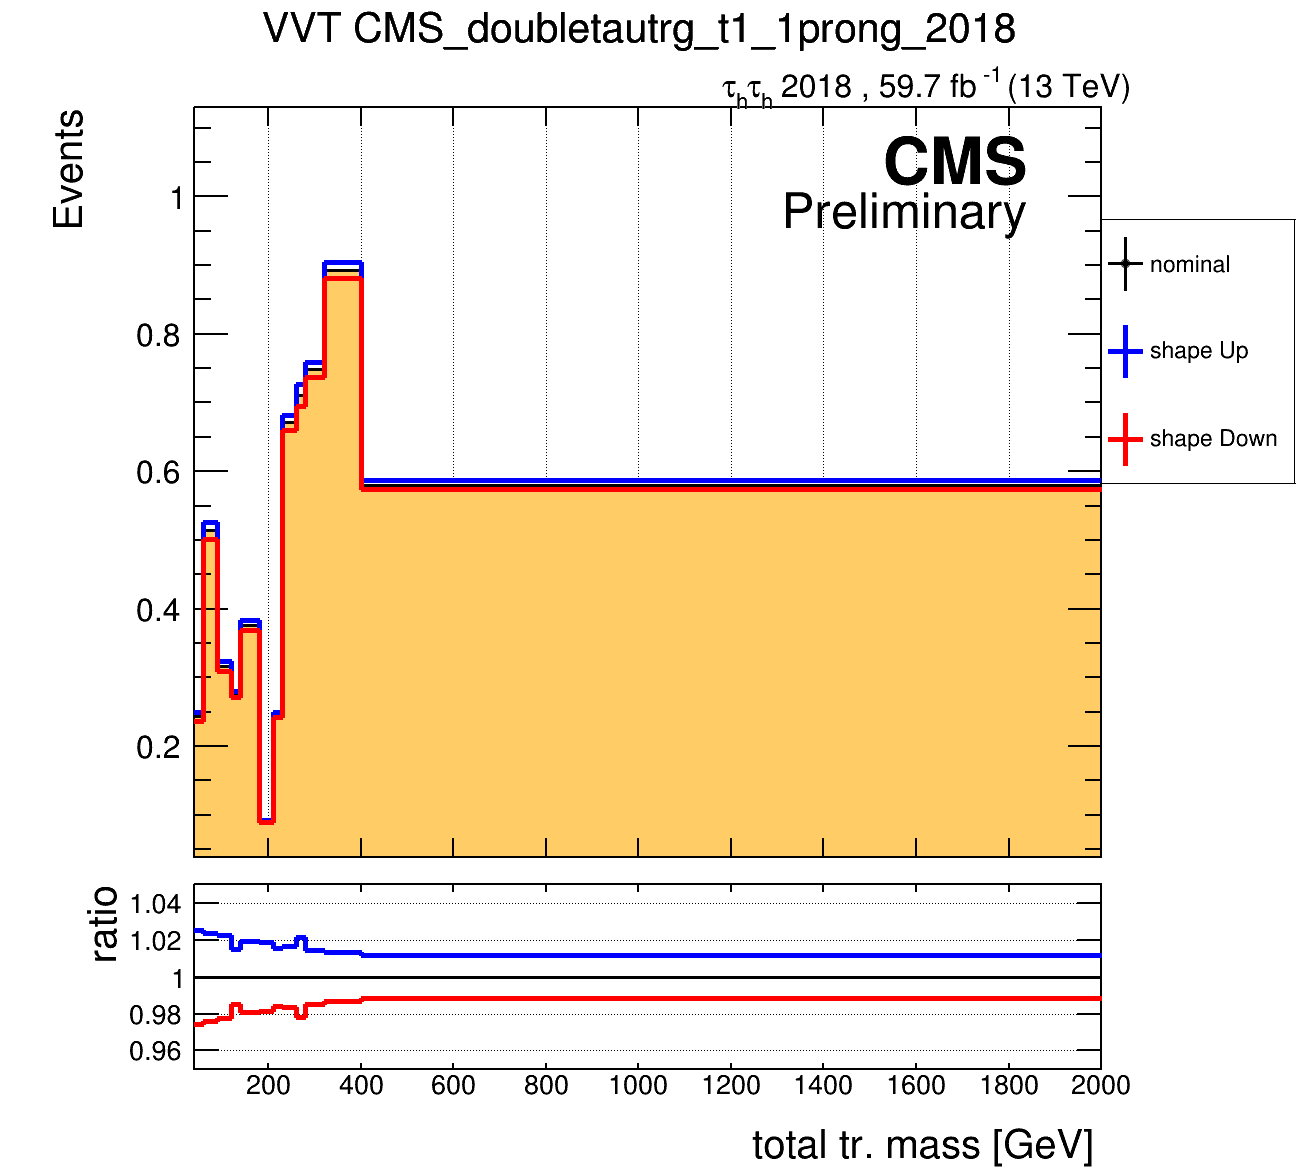 VVT CMS_doubletautrg_t1_1prong_2018
τhτh 2018 , 59.7 fb-1 (13 TeV)
Events
CMS
Preliminary
1
0.8
0.6
0.4
0.2
nominal
shape Up
shape Down
ratio
1.04
1.02
1
0.98
0.96
200 400 600 800 1000 1200 1400 1600 1800 2000
total tr. mass [GeV]